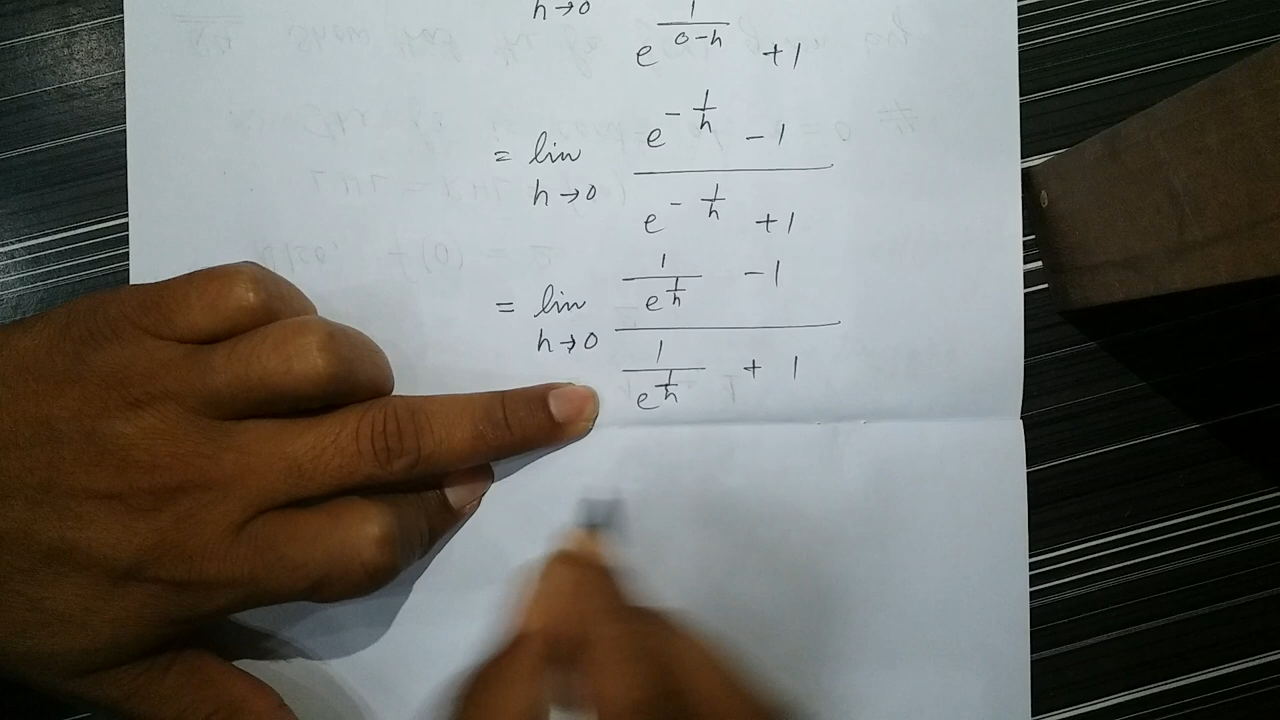 h→0 e^{1/(0-h)} +1
= lim h→0 (e^{-1/h} -1)/(e^{-1/h} +1)
= lim h→0 (1/e^{1/h} -1)/(1/e^{1/h} + 1)